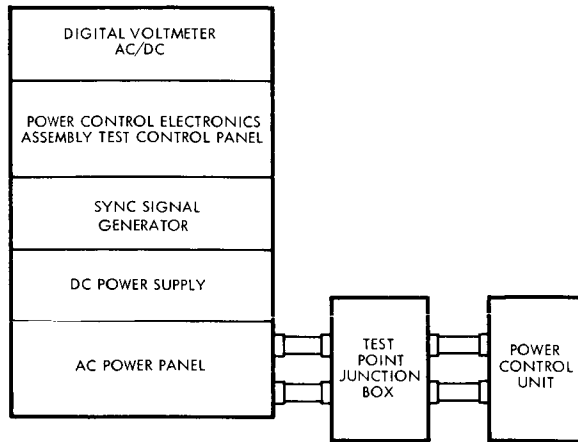 DIGITAL VOLTMETER
AC/DC
POWER CONTROL ELECTRONICS
ASSEMBLY TEST CONTROL PANEL
SYNC SIGNAL
GENERATOR
DC POWER SUPPLY
AC POWER PANEL
TEST
POINT
JUNCTION
BOX
POWER
CONTROL
UNIT